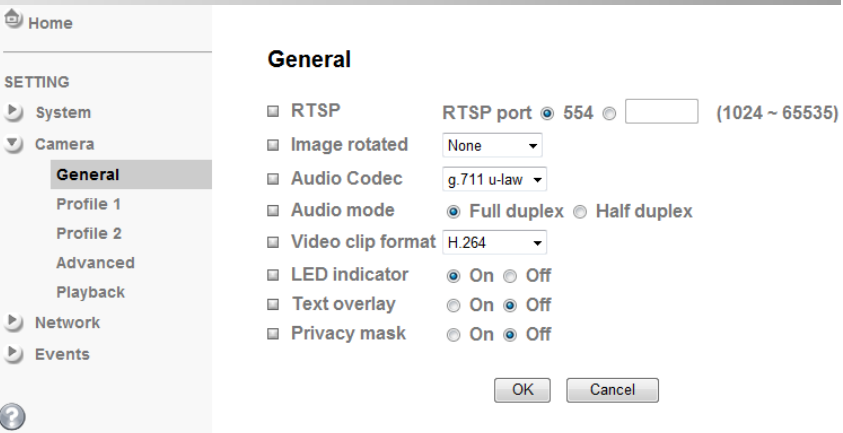 Home
SETTING
System
Camera
General
Profile 1
Profile 2
Advanced
Playback
Network
Events
General
RTSP RTSP port 554 (1024 ~ 65535)
Image rotated None
Audio Codec g.711 u-law
Audio mode Full duplex Half duplex
Video clip format H.264
LED indicator On Off
Text overlay On Off
Privacy mask On Off
OK Cancel